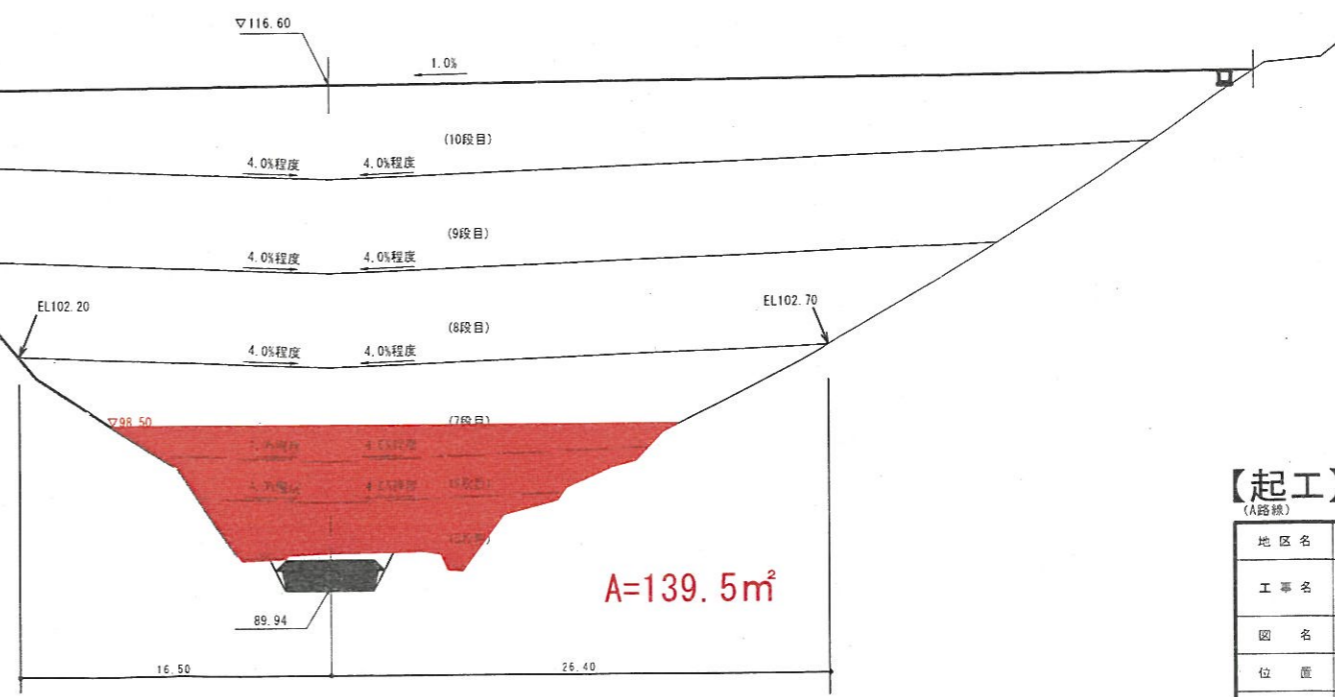 ▽116.60
1.0%
(10段目)
4.0%程度
4.0%程度
(9段目)
4.0%程度
4.0%程度
EL102.20
EL102.70
(8段目)
4.0%程度
4.0%程度
▽98.50
(7段目)
A=139.5㎡
89.94
16.50
26.40
【起工】
(A路線)
地区名
工事名
図名
位置